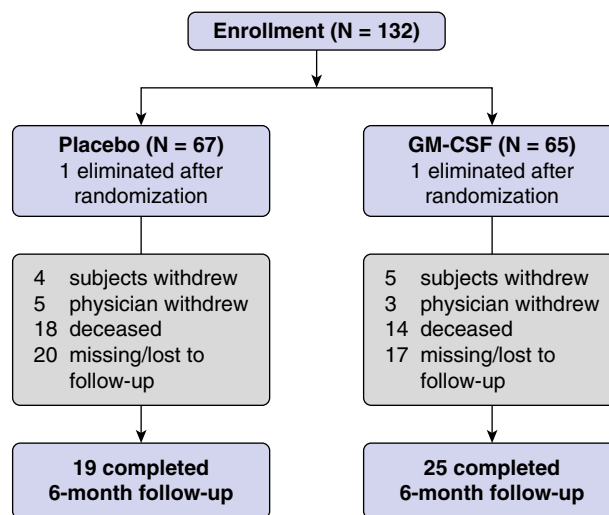 Enrollment (N = 132)
Placebo (N = 67)
1 eliminated after
randomization
GM-CSF (N = 65)
1 eliminated after
randomization
4 subjects withdrew
5 physician withdrew
18 deceased
20 missing/lost to
follow-up
5 subjects withdrew
3 physician withdrew
14 deceased
17 missing/lost to
follow-up
19 completed
6-month follow-up
25 completed
6-month follow-up